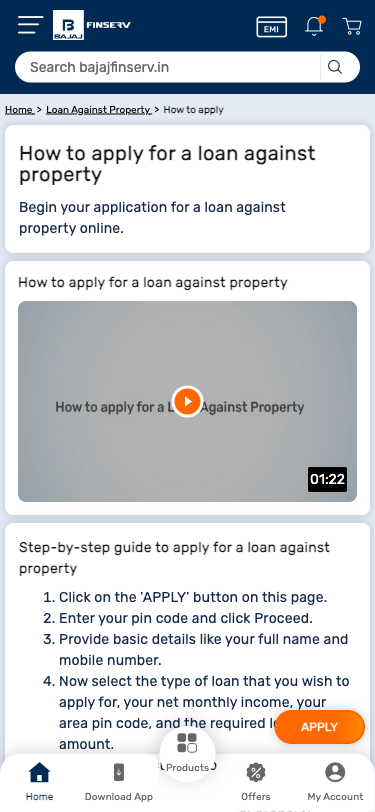 BAJAJ FINSERV
EMI
Search bajajfinserv.in
Home > Loan Against Property > How to apply
How to apply for a loan against
property
Begin your application for a loan against
property online.
How to apply for a loan against property
How to apply for a L Against Property
01:22
Step-by-step guide to apply for a loan against
property
1. Click on the 'APPLY' button on this page.
2. Enter your pin code and click Proceed.
3. Provide basic details like your full name and
mobile number.
4. Now select the type of loan that you wish to
apply for, your net monthly income, your
area pin code, and the required
amount.
APPLY
Products
Home
Download App
Offers
My Account